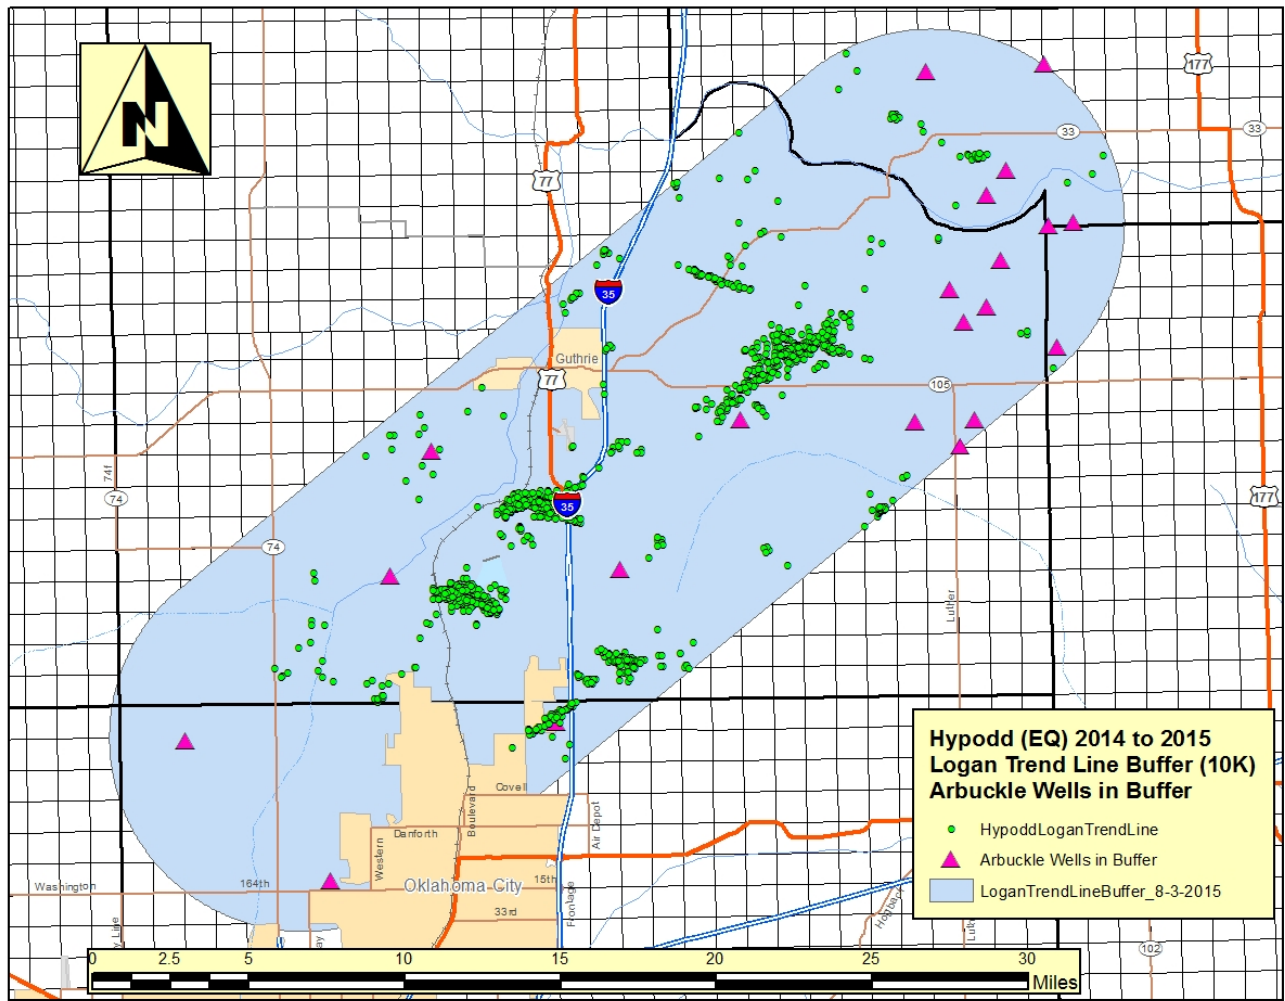 N
177
33
33
77
35
Guthrie
77
105
74f
74
35
177
74
Luther
Hypodd (EQ) 2014 to 2015
Logan Trend Line Buffer (10K)
Arbuckle Wells in Buffer
HypoddLoganTrendLine
Arbuckle Wells in Buffer
LoganTrendLineBuffer_8-3-2015
Covell
Boulevard
Air Depot
Danforth
Western
Washington
164th
Oklahoma City
15th
33rd
Frontage
102
0 2.5 5 10 15 20 25 30
Miles